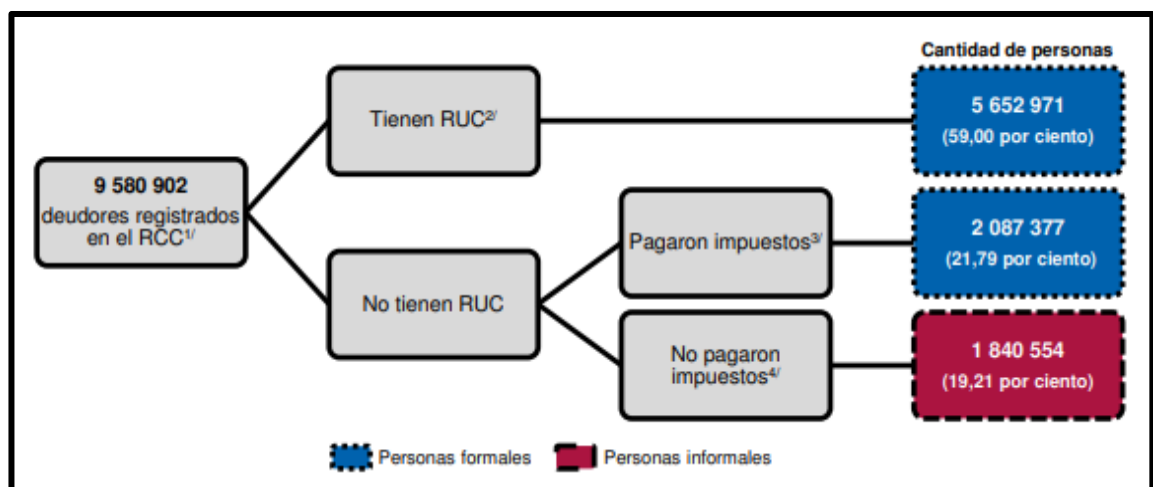 Cantidad de personas
Tienen RUC2/
5 652 971
(59,00 por ciento)
9 580 902
deudores registrados
en el RCC1/
Pagaron impuestos3/
2 087 377
(21,79 por ciento)
No tienen RUC
No pagaron
impuestos4/
1 840 554
(19,21 por ciento)
Personas formales
Personas informales